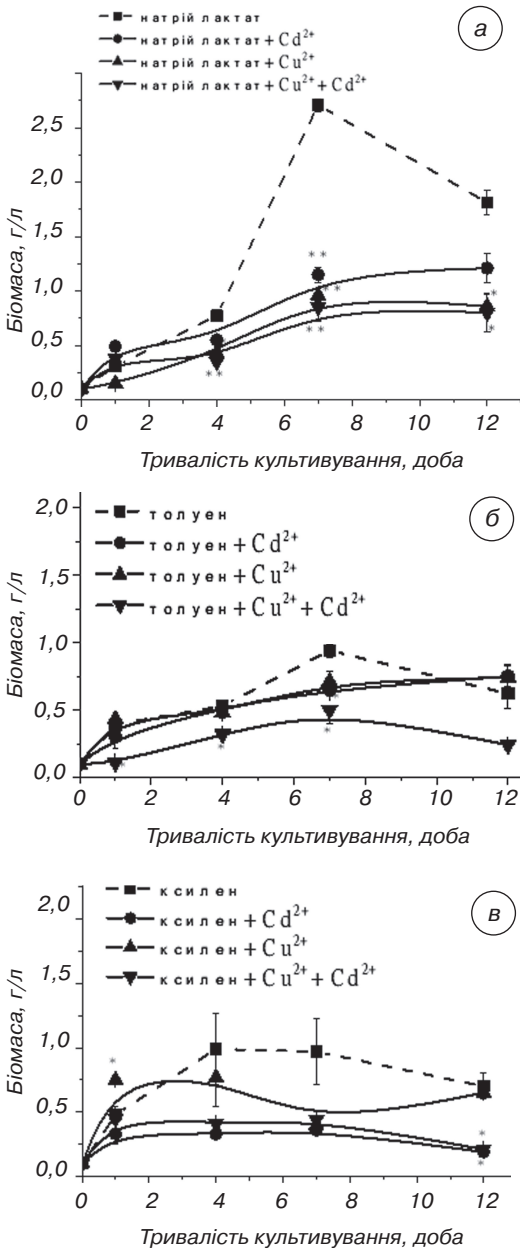 а
натрій лактат
натрій лактат + Cd²⁺
натрій лактат + Cu²⁺
натрій лактат + Cu²⁺ + Cd²⁺
Біомаса, г/л
2,5
2,0
1,5
1,0
0,5
0,0
**
**
**
**
*
*
0 2 4 6 8 10 12
Тривалість культивування, доба
б
толуен
толуен + Cd²⁺
толуен + Cu²⁺
толуен + Cu²⁺ + Cd²⁺
Біомаса, г/л
2,0
1,5
1,0
0,5
0,0
*
*
*
0 2 4 6 8 10 12
Тривалість культивування, доба
в
ксилен
ксилен + Cd²⁺
ксилен + Cu²⁺
ксилен + Cu²⁺ + Cd²⁺
Біомаса, г/л
2,0
1,5
1,0
0,5
0,0
*
*
*
0 2 4 6 8 10 12
Тривалість культивування, доба